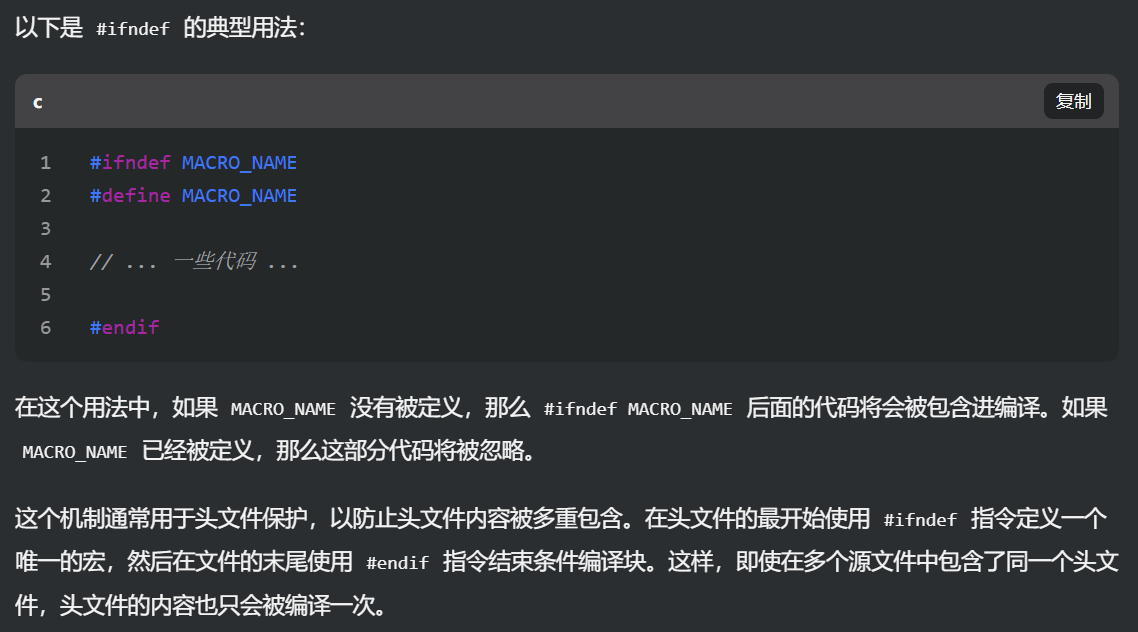 以下是 #ifndef 的典型用法：
c 复制
1 #ifndef MACRO_NAME
2 #define MACRO_NAME
3
4 // ... 一些代码 ...
5
6 #endif
在这个用法中，如果 MACRO_NAME 没有被定义，那么 #ifndef MACRO_NAME 后面的代码将会被包含进编译。如果
MACRO_NAME 已经被定义，那么这部分代码将被忽略。
这个机制通常用于头文件保护，以防止头文件内容被多重包含。在头文件的最开始使用 #ifndef 指令定义一个
唯一的宏，然后在文件的末尾使用 #endif 指令结束条件编译块。这样，即使在多个源文件中包含了同一个头文
件，头文件的内容也只会被编译一次。